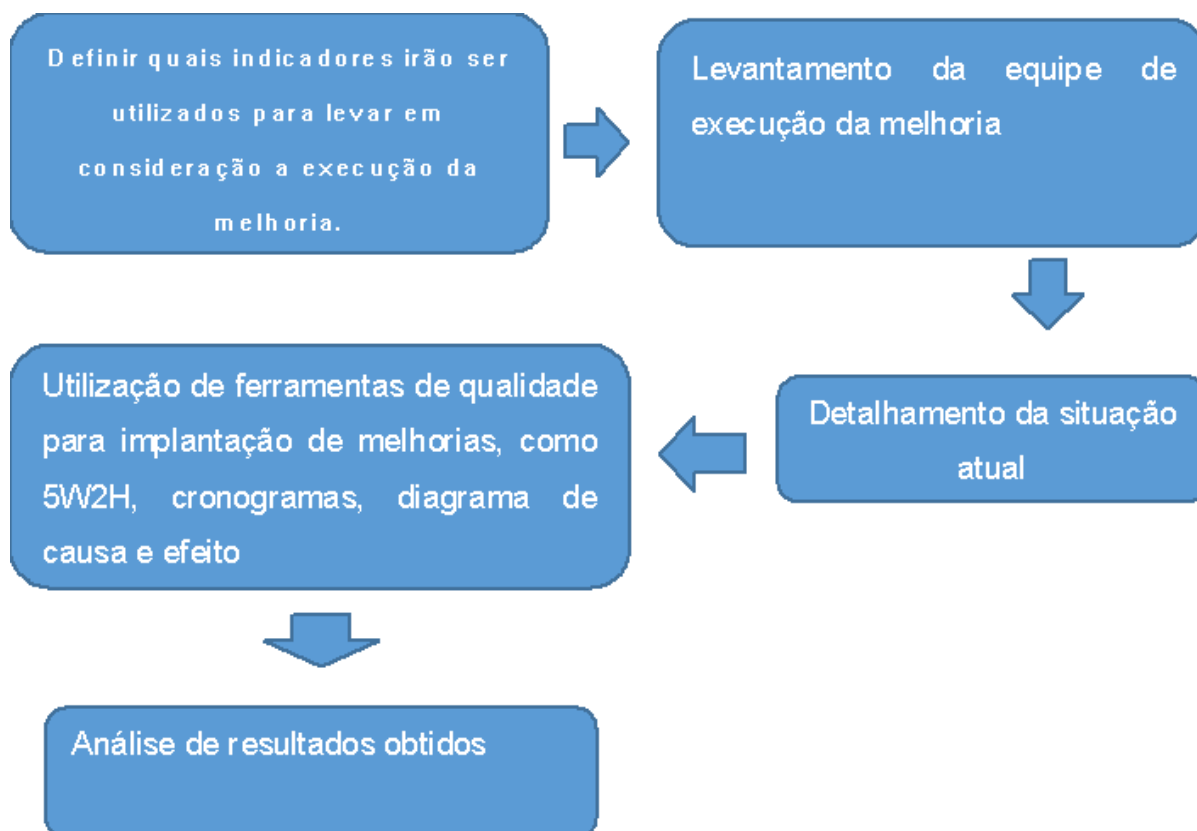 Definir quais indicadores irão ser
utilizados para levar em
consideração a execução da
melhoria.
Levantamento da equipe de
execução da melhoria
Detalhamento da situação
atual
Utilização de ferramentas de qualidade
para implantação de melhorias, como
5W2H, cronogramas, diagrama de
causa e efeito
Análise de resultados obtidos